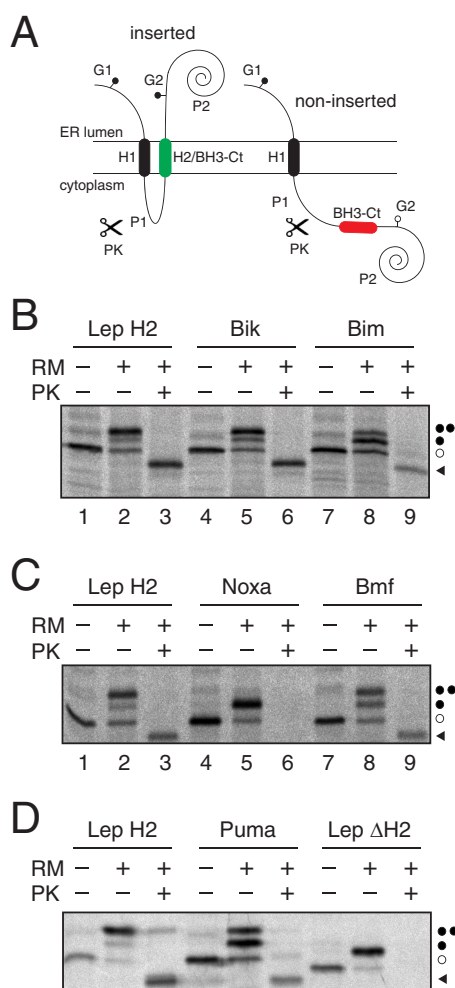 A
inserted
G1 G2 G1
P2 non-inserted
ER lumen
H1 H2/BH3-Ct H1
cytoplasm
P1 P1 BH3-Ct G2
PK PK P2
B
Lep H2 Bik Bim
RM – + + – + + – + +
PK – – + – – + – – +
1 2 3 4 5 6 7 8 9
C
Lep H2 Noxa Bmf
RM – + + – + + – + +
PK – – + – – + – – +
1 2 3 4 5 6 7 8 9
D
Lep H2 Puma Lep ΔH2
RM – + + – + + – + +
PK – – + – – + – – +